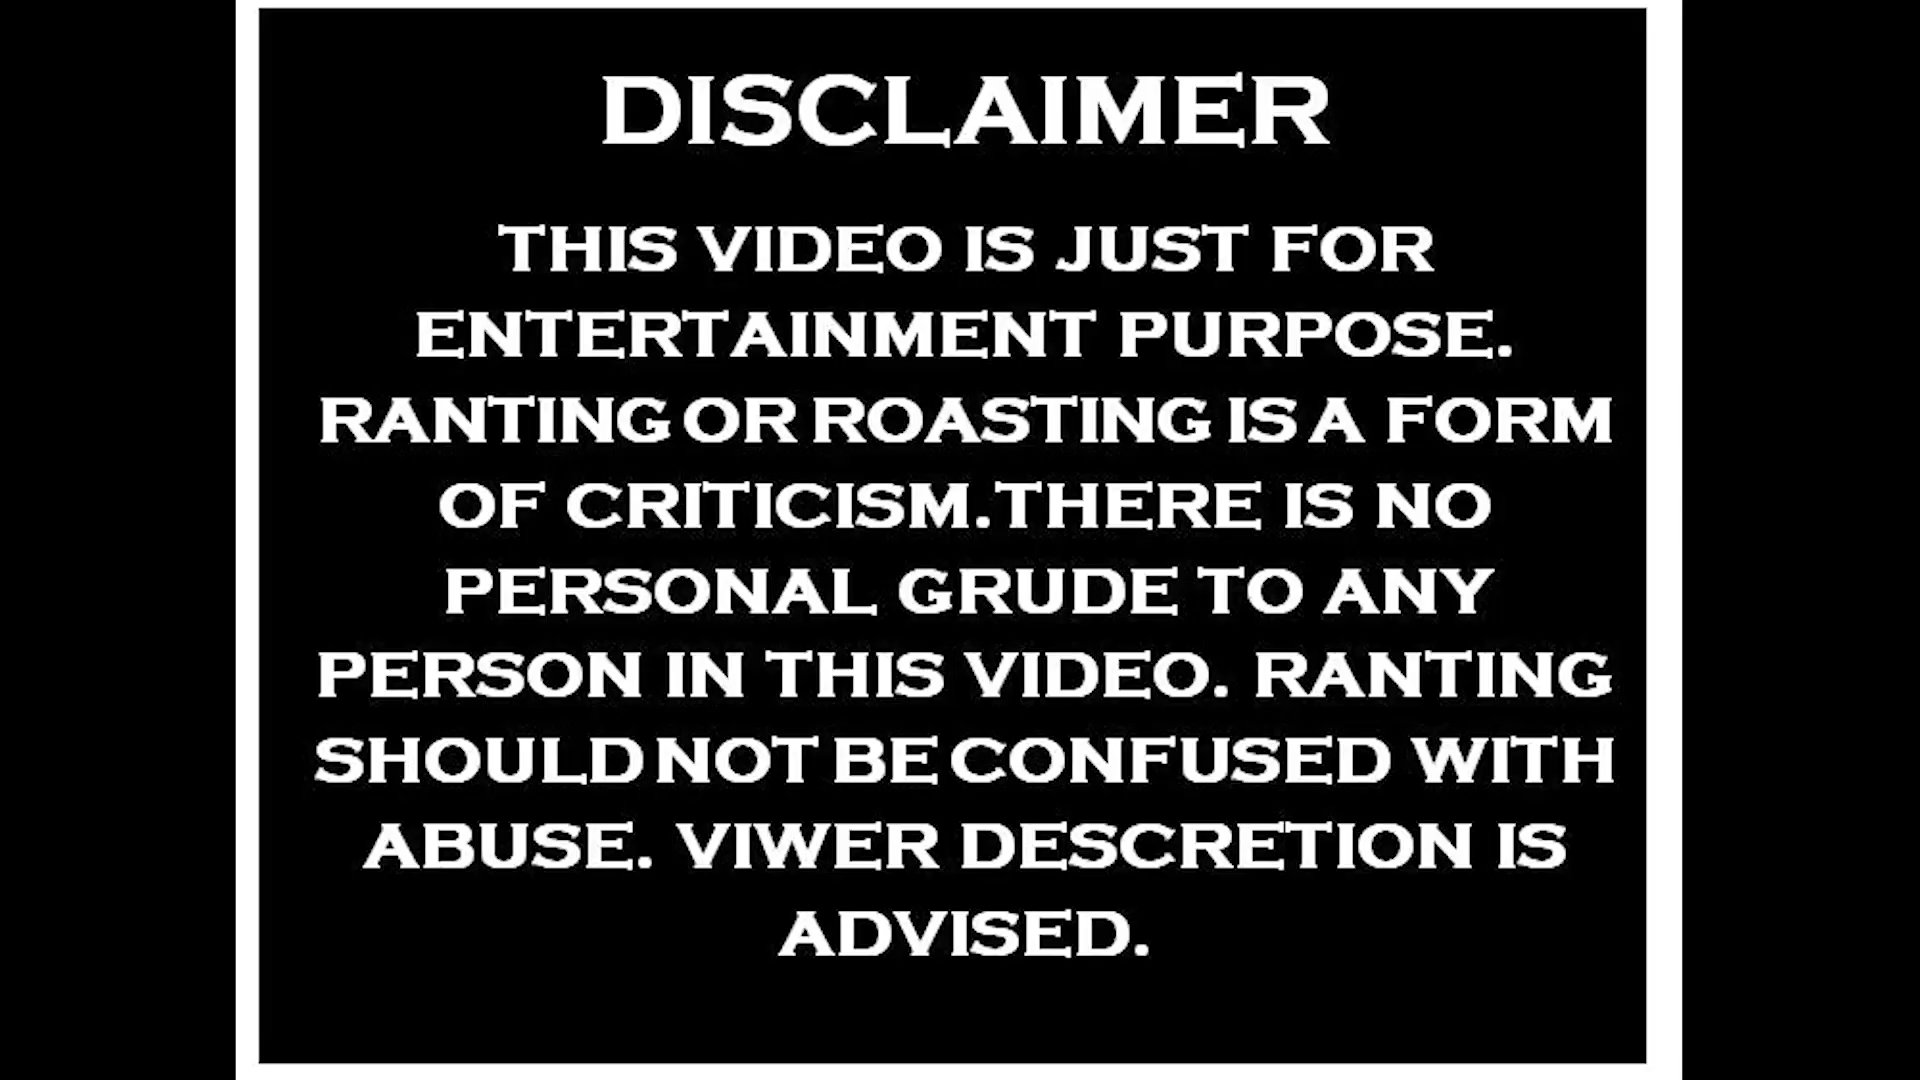 DISCLAIMER
THIS VIDEO IS JUST FOR
ENTERTAINMENT PURPOSE.
RANTING OR ROASTING IS A FORM
OF CRITICISM.THERE IS NO
PERSONAL GRUDE TO ANY
PERSON IN THIS VIDEO. RANTING
SHOULD NOT BE CONFUSED WITH
ABUSE. VIWER DESCRETION IS
ADVISED.